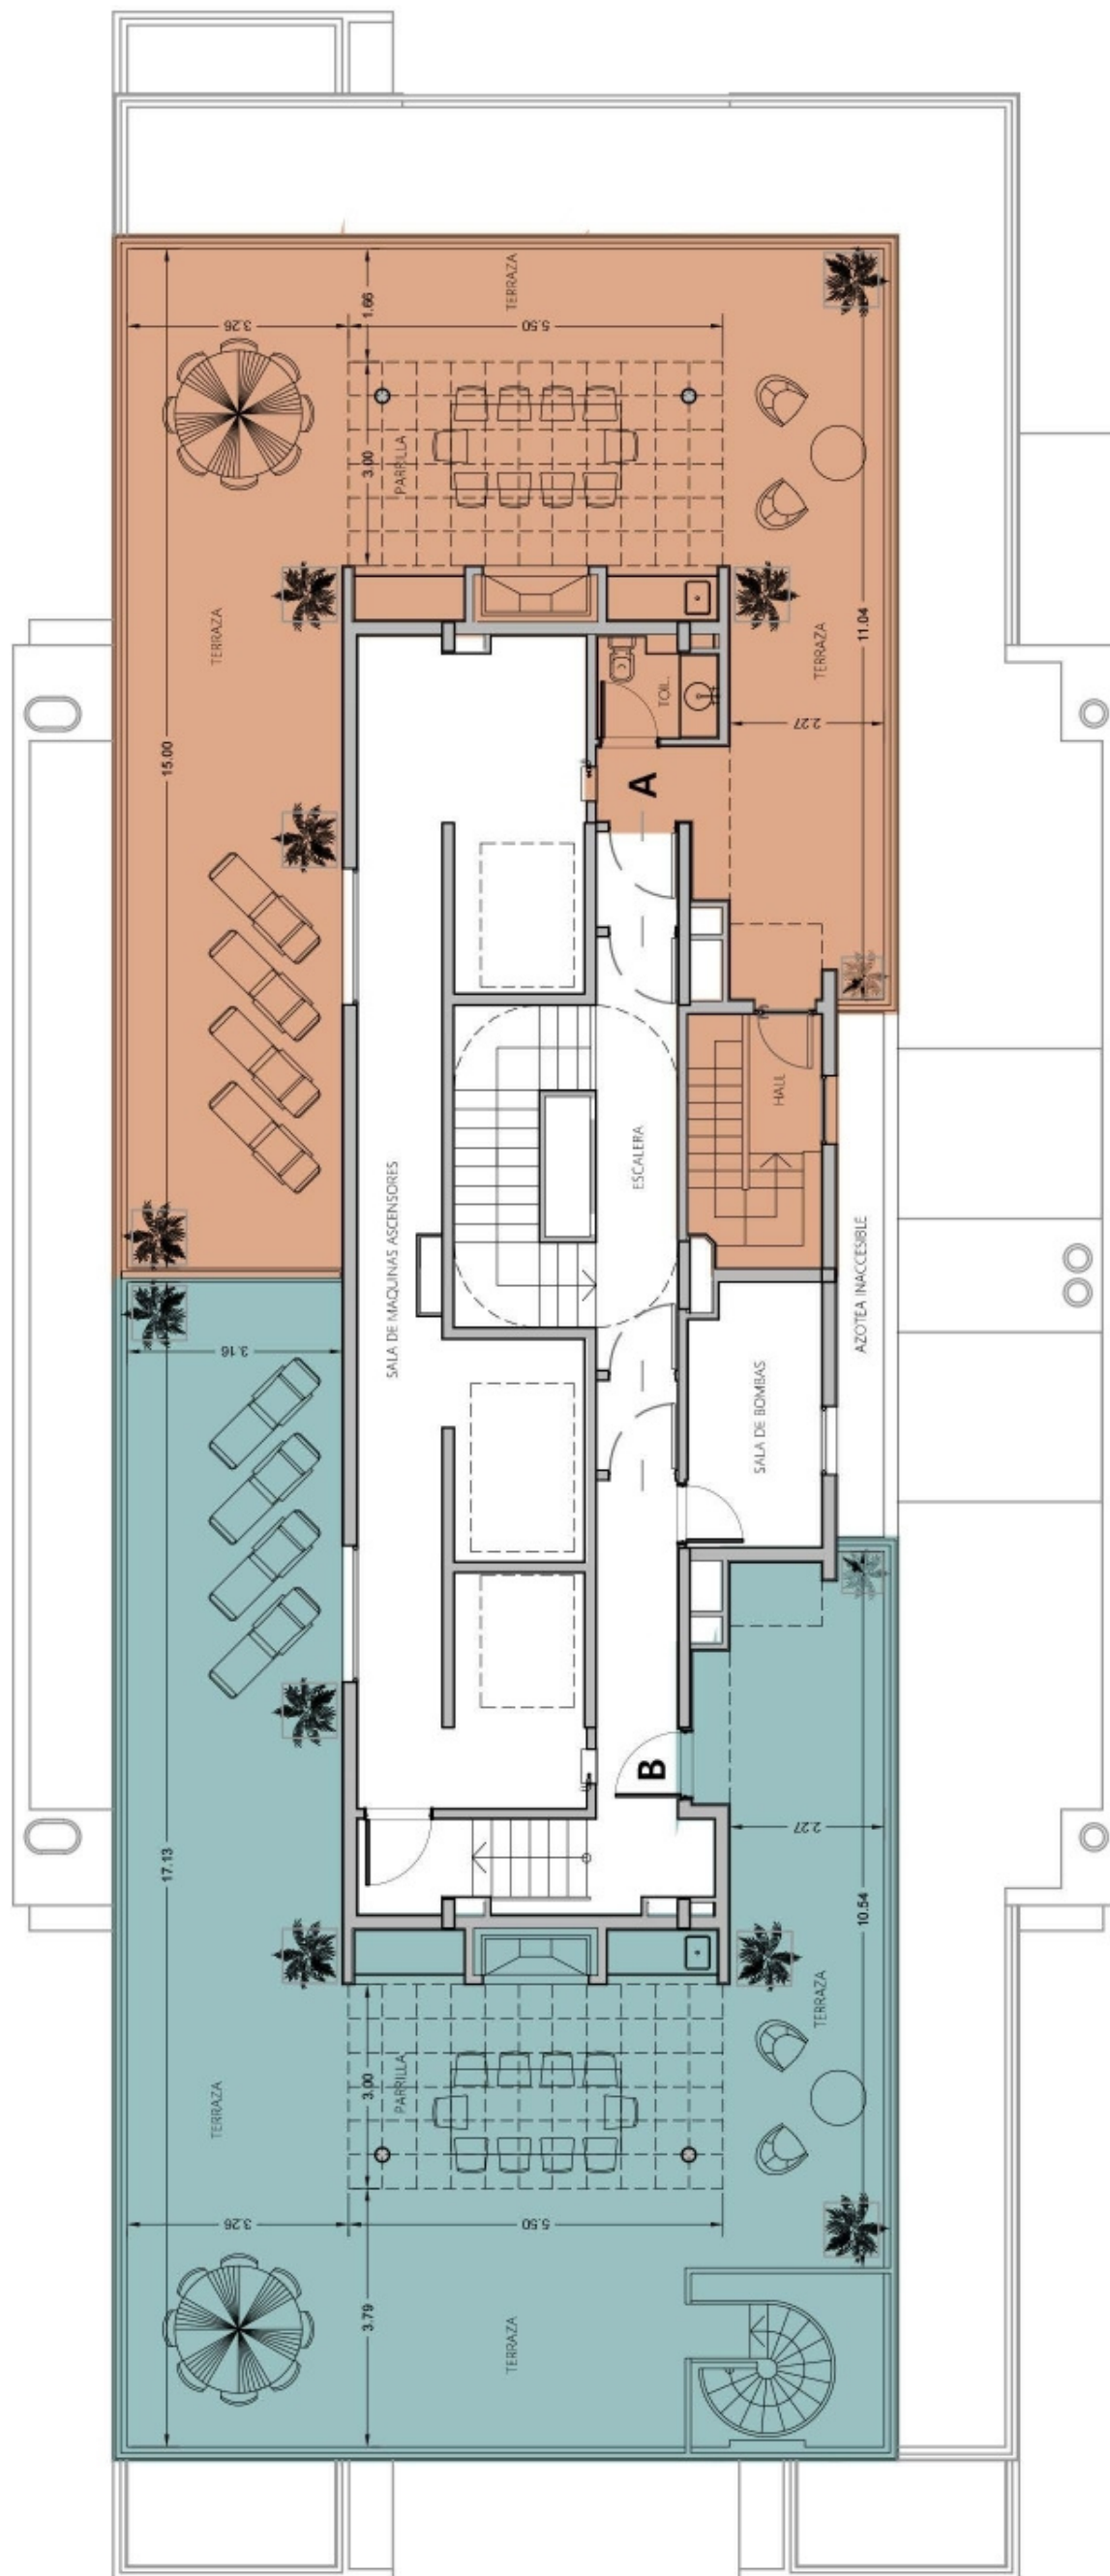 TERRAZA
1.66
3.26
5.50
3.00
PARRILLA
TERRAZA
11.04
TERRAZA
TOIL.
2.27
15.00
A
HALL
ESCALERA
SALA DE MAQUINAS ASCENSORES
AZOTEA INACCESIBLE
3.16
SALA DE BOMBAS
B
2.27
17.13
10.54
TERRAZA
3.00
PARRILLA
TERRAZA
3.26
5.50
3.79
TERRAZA